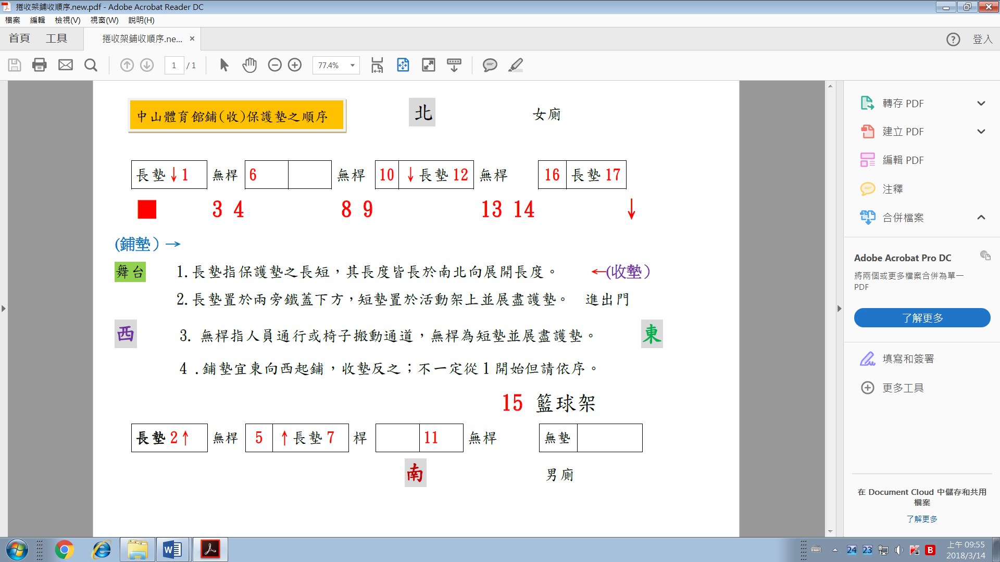 捲收架鋪收順序.new.pdf - Adobe Acrobat Reader DC
檔案 編輯 檢視(V) 視窗(W) 說明(H)
首頁 工具 捲收架鋪收順序.ne... × ? 登入
1 / 1 77.4%
中山體育館鋪(收)保護墊之順序 北 女廁
長墊↓1 無桿 6 無桿 10 ↓長墊12 無桿 16 長墊17
3 4 8 9 13 14 ↓
(鋪墊)→
舞台 1.長墊指保護墊之長短，其長度皆長於南北向展開長度。 ←(收墊)
2.長墊置於兩旁鐵蓋下方，短墊置於活動架上並展盡護墊。 進出門
西 3. 無桿指人員通行或椅子搬動通道，無桿為短墊並展盡護墊。 東
4 .鋪墊宜東向西起鋪，收墊反之；不一定從1開始但請依序。
15 籃球架
長墊2↑ 無桿 5 ↑長墊7 桿 11 無桿 無墊
南 男廁
轉存 PDF
建立 PDF
編輯 PDF
注釋
合併檔案
Adobe Acrobat Pro DC
將兩個或更多檔案合併為單一
PDF
了解更多
填寫和簽署
更多工具
在 Document Cloud 中儲存和共用
檔案
了解更多
24 23 B 上午 09:55
2018/3/14